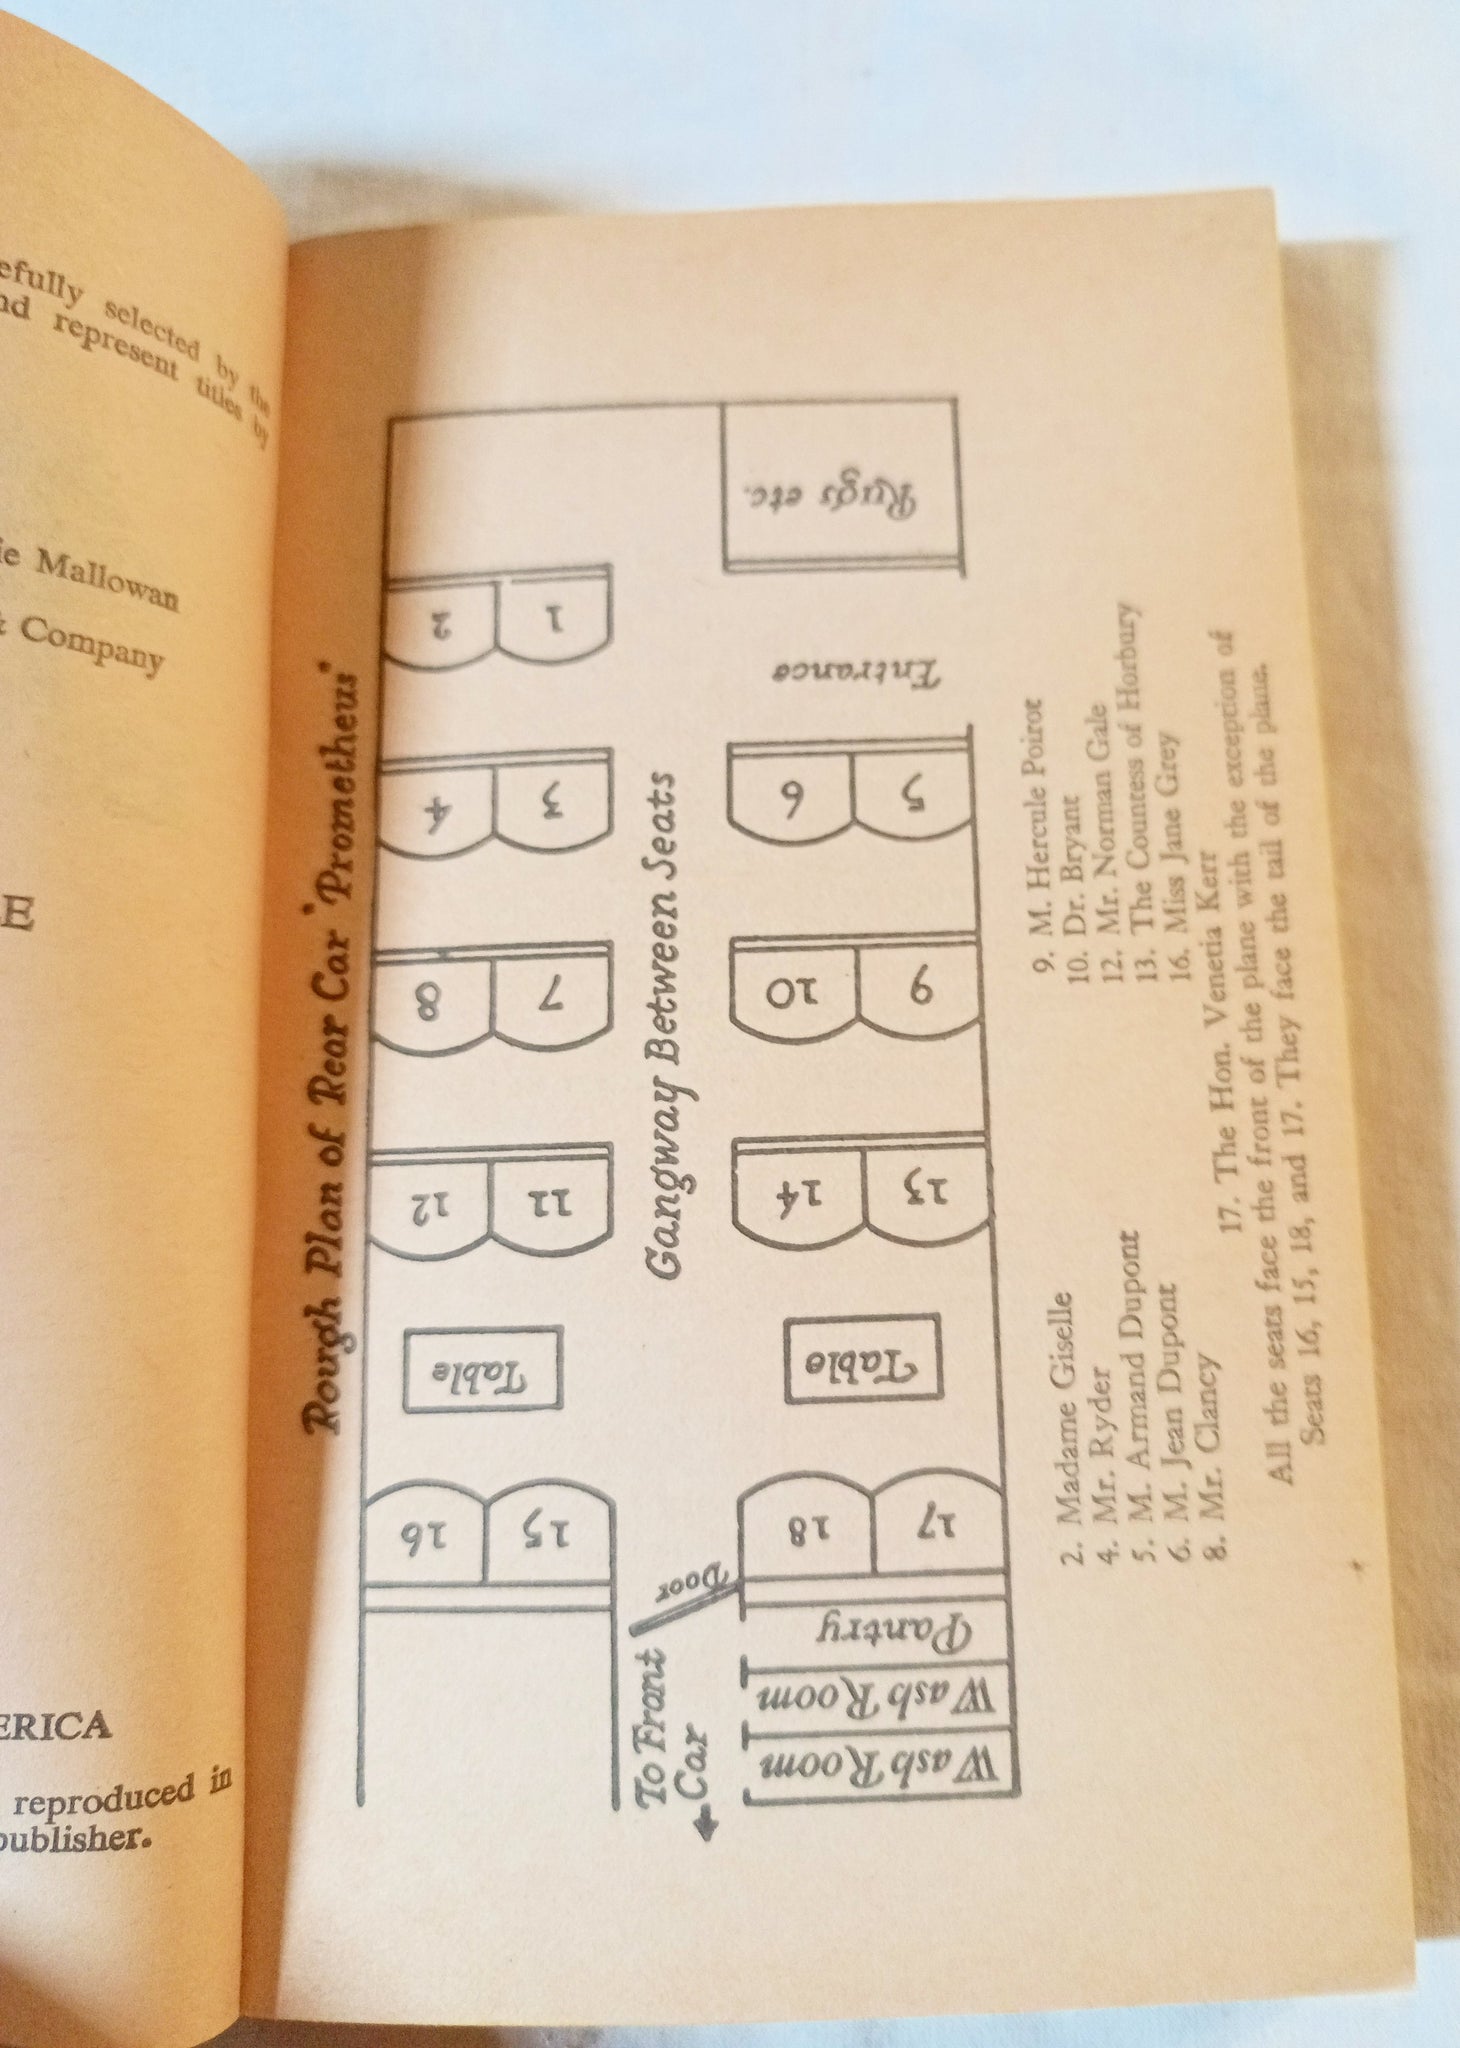 efully selected by the
nd represent titles by
ie Mallowan
& Company
E
ERICA
reproduced in
publisher.
Rough Plan of Rear Car "Prometheus"
Rugs etc.
2
1
Entrance
4
3
6
5
8
7
10
9
Gangway Between Seats
12
11
14
13
Table
Table
16
15
18
17
Door
Pantry
To Front
Car
Wash Room
Wash Room
2. Madame Giselle
4. Mr. Ryder
5. M. Armand Dupont
6. M. Jean Dupont
8. Mr. Clancy
9. M. Hercule Poirot
10. Dr. Bryant
12. Mr. Norman Gale
13. The Countess of Horbury
16. Miss Jane Grey
17. The Hon. Venetia Kerr
All the seats face the front of the plane with the exception of
Seats 16, 15, 18, and 17. They face the tail of the plane.